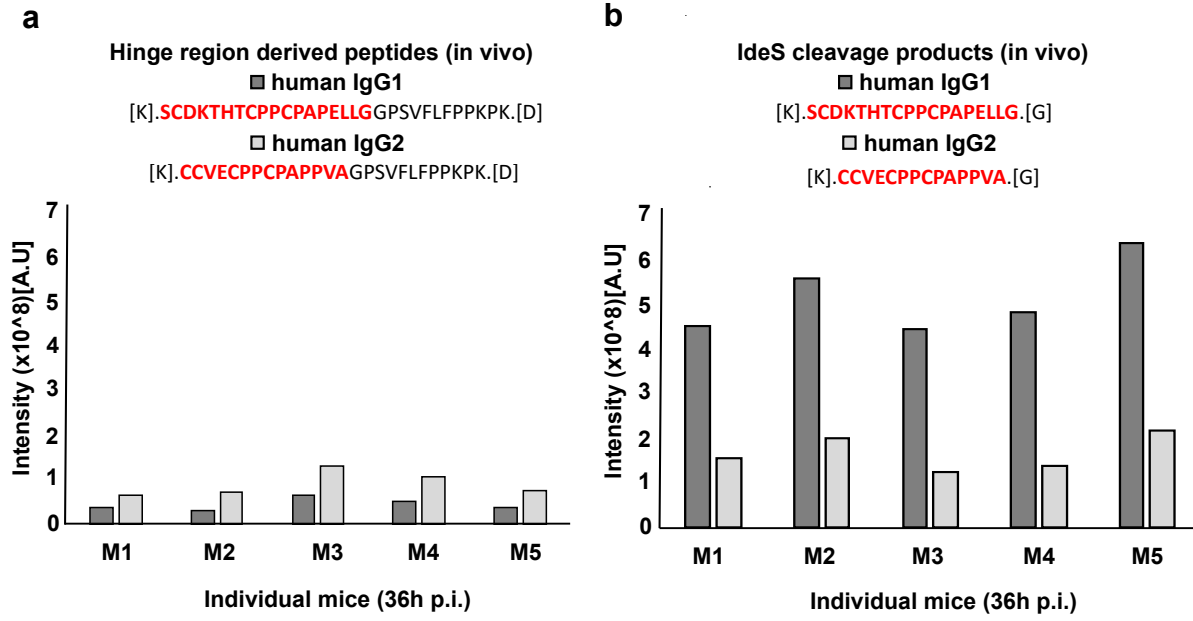 a
Hinge region derived peptides (in vivo)
human IgG1
[K].SCDKTHTCPPCPAPELLGGPSVFLFPPKPK.[D]
human IgG2
[K].CCVECPPCPAPPVAGPSVFLFPPKPK.[D]
Intensity (x10^8)[A.U]
7
6
5
4
3
2
1
0
M1 M2 M3 M4 M5
Individual mice (36h p.i.)
b
IdeS cleavage products (in vivo)
human IgG1
[K].SCDKTHTCPPCPAPELLG.[G]
human IgG2
[K].CCVECPPCPAPPVA.[G]
Intensity (x10^8)[A.U]
7
6
5
4
3
2
1
0
M1 M2 M3 M4 M5
Individual mice (36h p.i.)